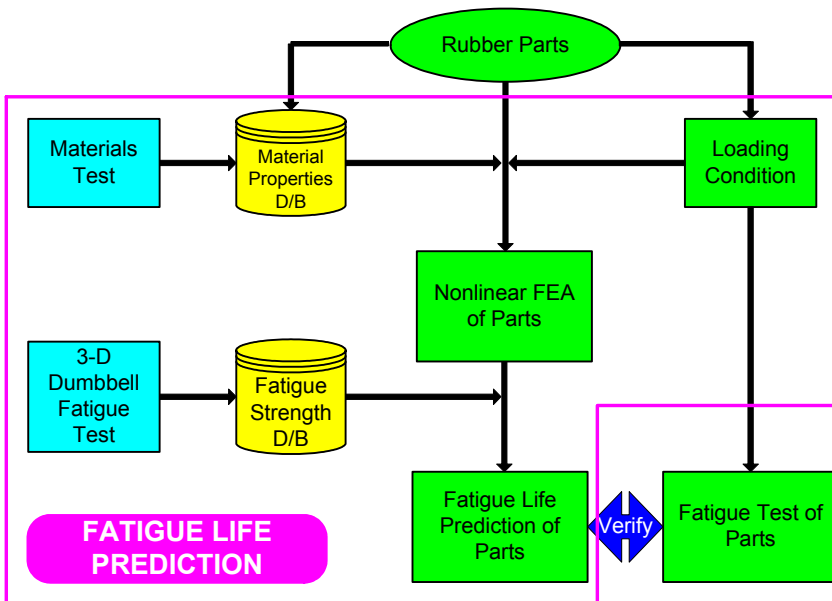 Rubber Parts
Materials
Test
Material
Properties
D/B
Loading
Condition
Nonlinear FEA
of Parts
3-D
Dumbbell
Fatigue
Test
Fatigue
Strength
D/B
Fatigue Life
Prediction of
Parts
Verify
Fatigue Test of
Parts
FATIGUE LIFE
PREDICTION